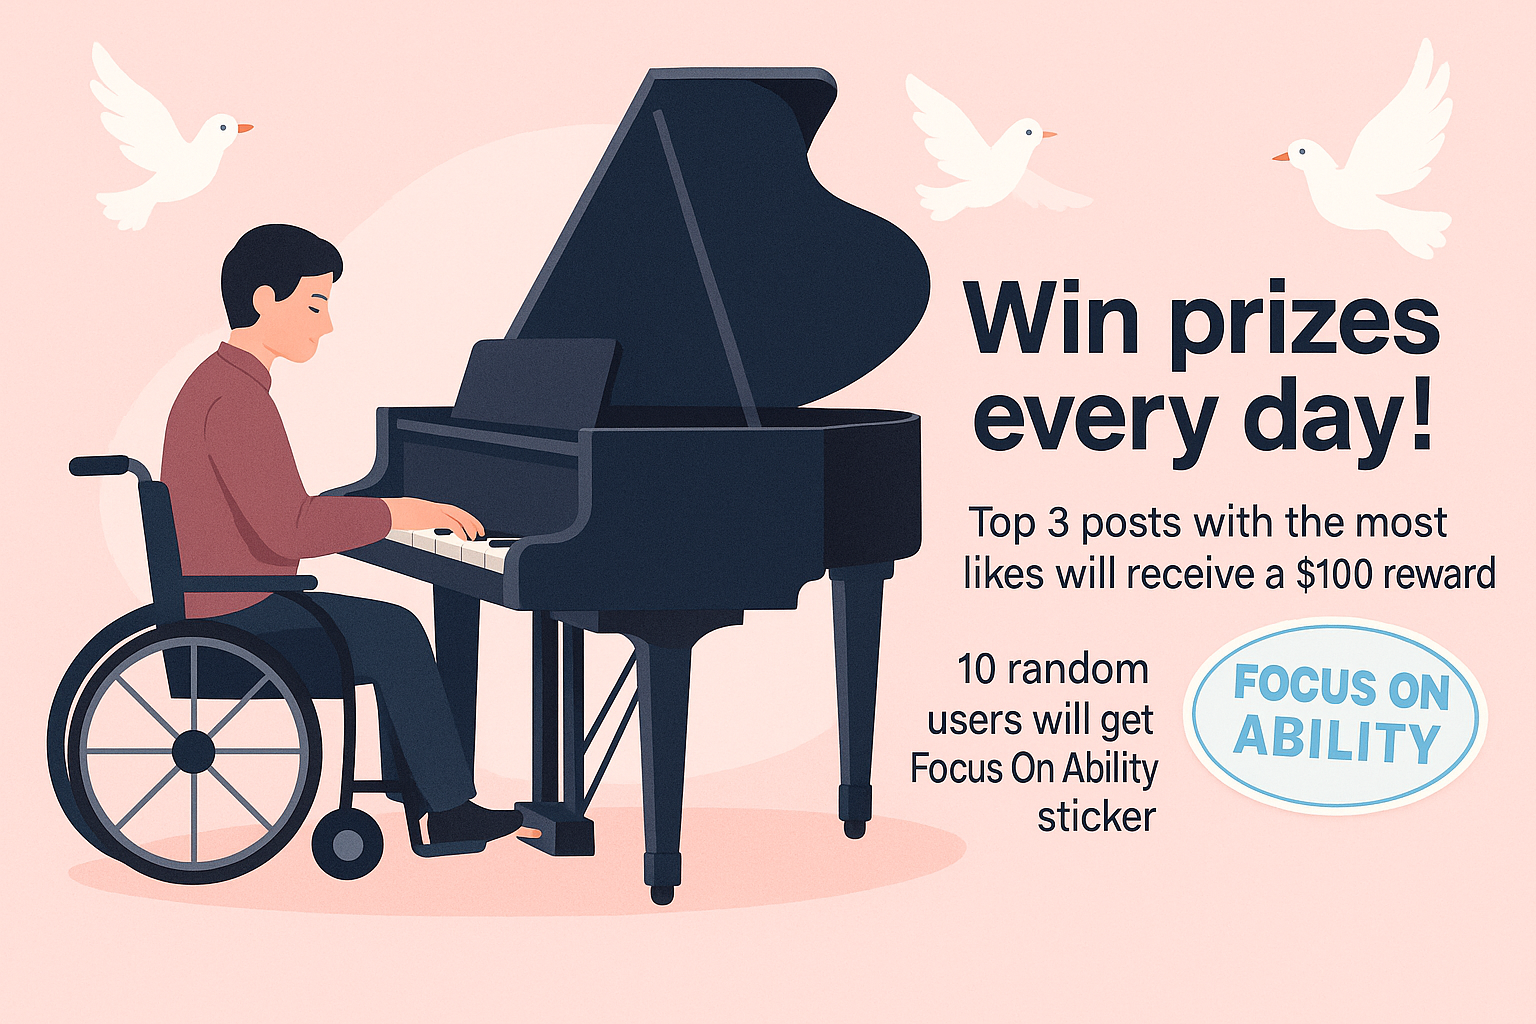 Win prizes
every day!
Top 3 posts with the most
likes will receive a $100 reward
10 random
users will get
Focus On Ability
sticker
FOCUS ON
ABILITY